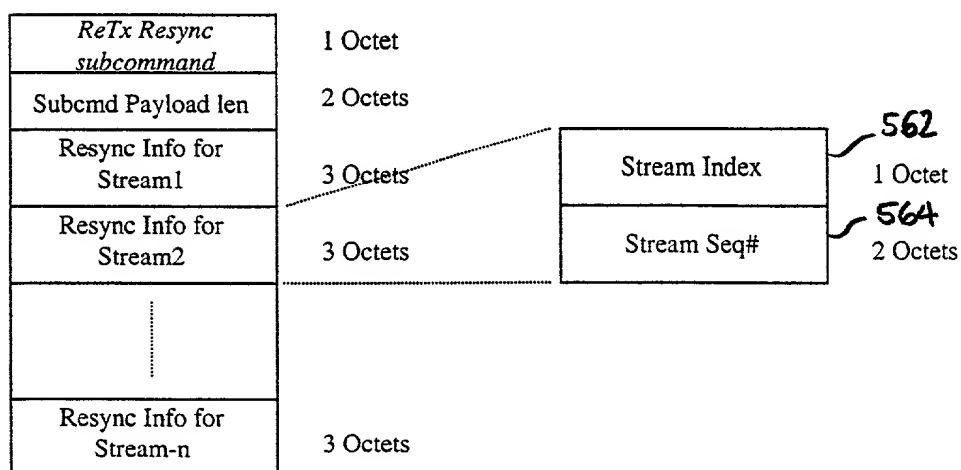 ReTx Resync
subcommand
1 Octet
Subcmd Payload len
2 Octets
Resync Info for
Stream1
3 Octets
Resync Info for
Stream2
3 Octets
Resync Info for
Stream-n
3 Octets
562
Stream Index
1 Octet
564
Stream Seq#
2 Octets